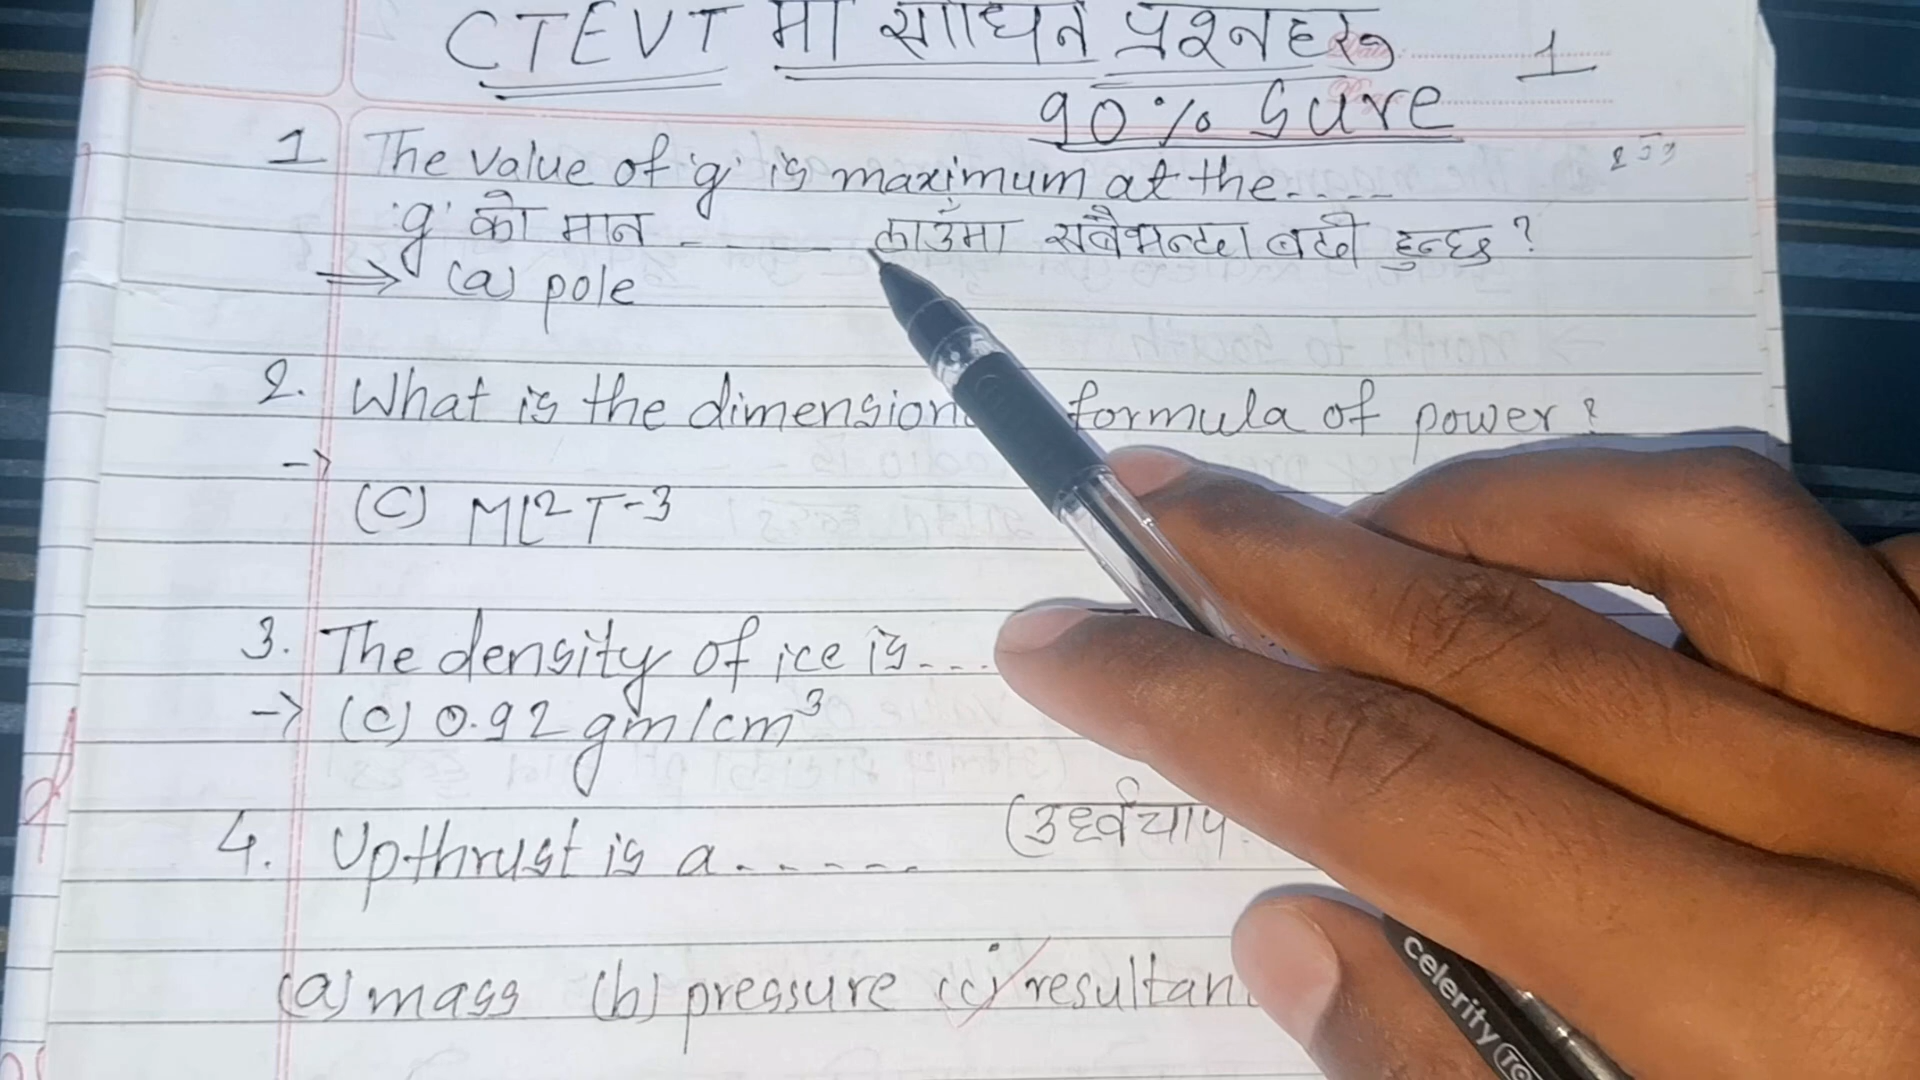 CTEVT मा सोधिने प्रश्नहरु 1
90% Sure
1 The value of 'g' is maximum at the....
'g' को मान ------ ठाउँमा सबैभन्दा बढी हुन्छ ?
⇒ (a) pole
2. What is the dimension formula of power?
→
(C) ML²T⁻³
3. The density of ice is...
→ (c) 0.92 gm/cm³
4. Upthrust is a ------ (उर्ध्वचाप
(a) mass (b) pressure (c) resultan
celerity